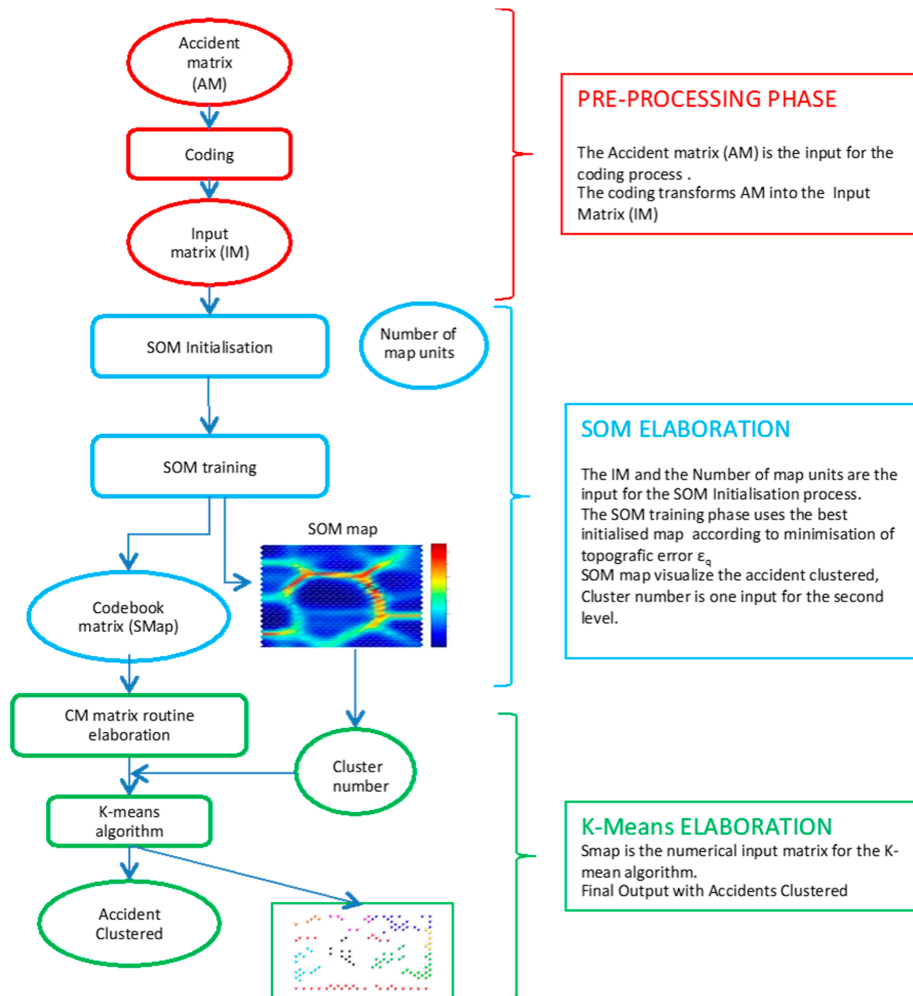 Accident
matrix
(AM)
Coding
Input
matrix (IM)
PRE-PROCESSING PHASE
The Accident matrix (AM) is the input for the
coding process .
The coding transforms AM into the Input
Matrix (IM)
SOM Initialisation
Number of
map units
SOM training
SOM map
Codebook
matrix (SMap)
SOM ELABORATION
The IM and the Number of map units are the
input for the SOM Initialisation process.
The SOM training phase uses the best
initialised map according to minimisation of
topografic error εq
SOM map visualize the accident clustered,
Cluster number is one input for the second
level.
CM matrix routine
elaboration
Cluster
number
K-means
algorithm
Accident
Clustered
K-Means ELABORATION
Smap is the numerical input matrix for the K-
mean algorithm.
Final Output with Accidents Clustered